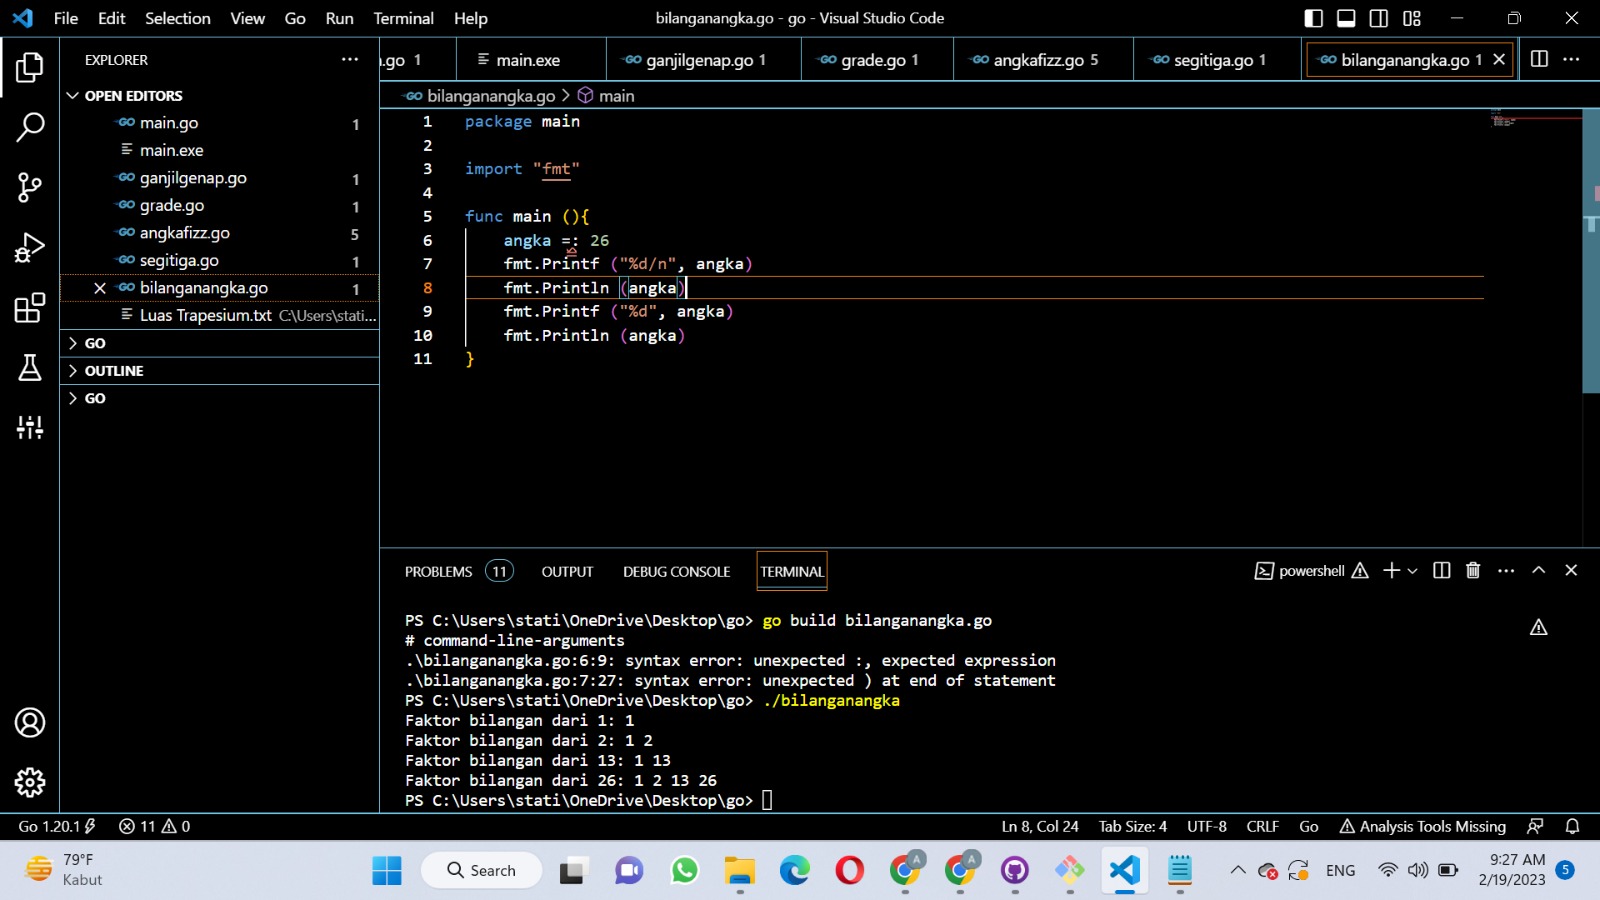 File Edit Selection View Go Run Terminal Help
bilanganangka.go - go - Visual Studio Code
EXPLORER
OPEN EDITORS
main.go 1
main.exe
ganjilgenap.go 1
grade.go 1
angkafizz.go 5
segitiga.go 1
bilanganangka.go 1
Luas Trapesium.txt C:\Users\stati...
GO
OUTLINE
GO
.go 1 main.exe ganjilgenap.go 1 grade.go 1 angkafizz.go 5 segitiga.go 1 bilanganangka.go 1
bilanganangka.go > main
1 package main
2
3 import "fmt"
4
5 func main (){
6 angka =: 26
7 fmt.Printf ("%d/n", angka)
8 fmt.Println (angka)
9 fmt.Printf ("%d", angka)
10 fmt.Println (angka)
11 }
PROBLEMS 11 OUTPUT DEBUG CONSOLE TERMINAL powershell
PS C:\Users\stati\OneDrive\Desktop\go> go build bilanganangka.go
# command-line-arguments
.\bilanganangka.go:6:9: syntax error: unexpected :, expected expression
.\bilanganangka.go:7:27: syntax error: unexpected ) at end of statement
PS C:\Users\stati\OneDrive\Desktop\go> ./bilanganangka
Faktor bilangan dari 1: 1
Faktor bilangan dari 2: 1 2
Faktor bilangan dari 13: 1 13
Faktor bilangan dari 26: 1 2 13 26
PS C:\Users\stati\OneDrive\Desktop\go>
Go 1.20.1 11 0 Ln 8, Col 24 Tab Size: 4 UTF-8 CRLF Go Analysis Tools Missing
79°F
Kabut
Search
A
A
ENG
9:27 AM
2/19/2023
5